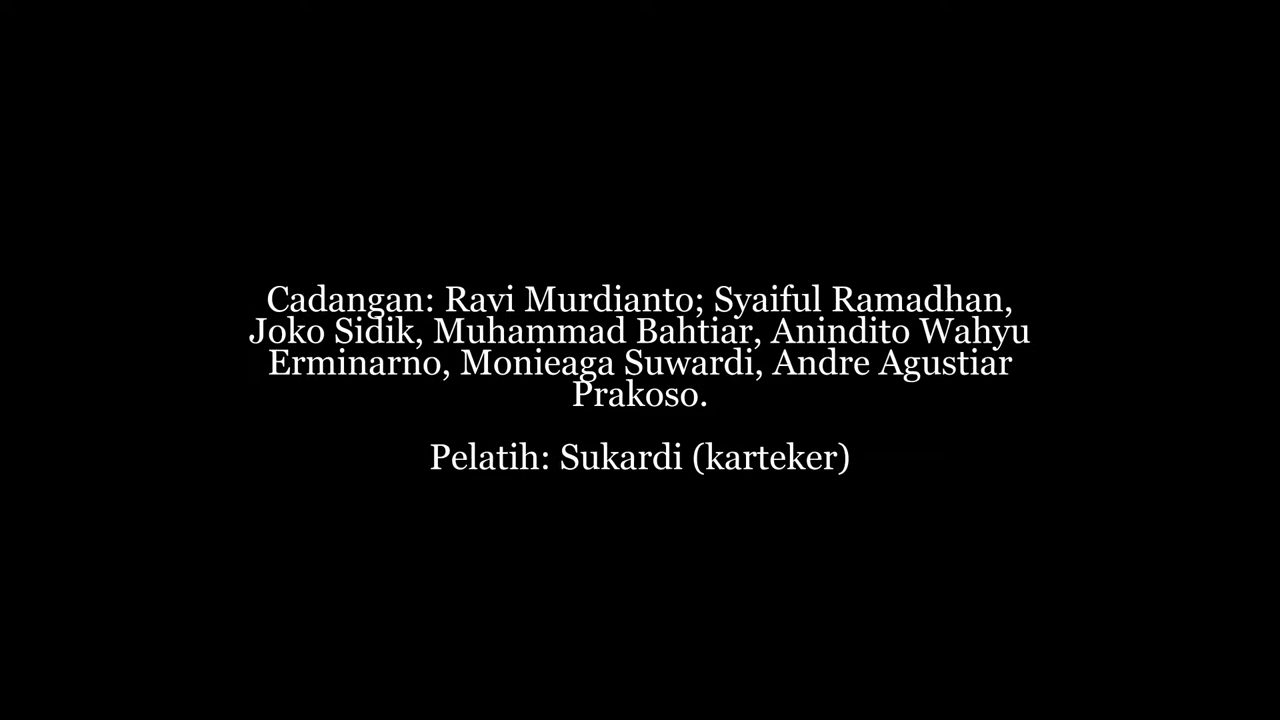 Cadangan: Ravi Murdianto; Syaiful Ramadhan,
Joko Sidik, Muhammad Bahtiar, Anindito Wahyu
Erminarno, Monieaga Suwardi, Andre Agustiar
Prakoso.
Pelatih: Sukardi (karteker)